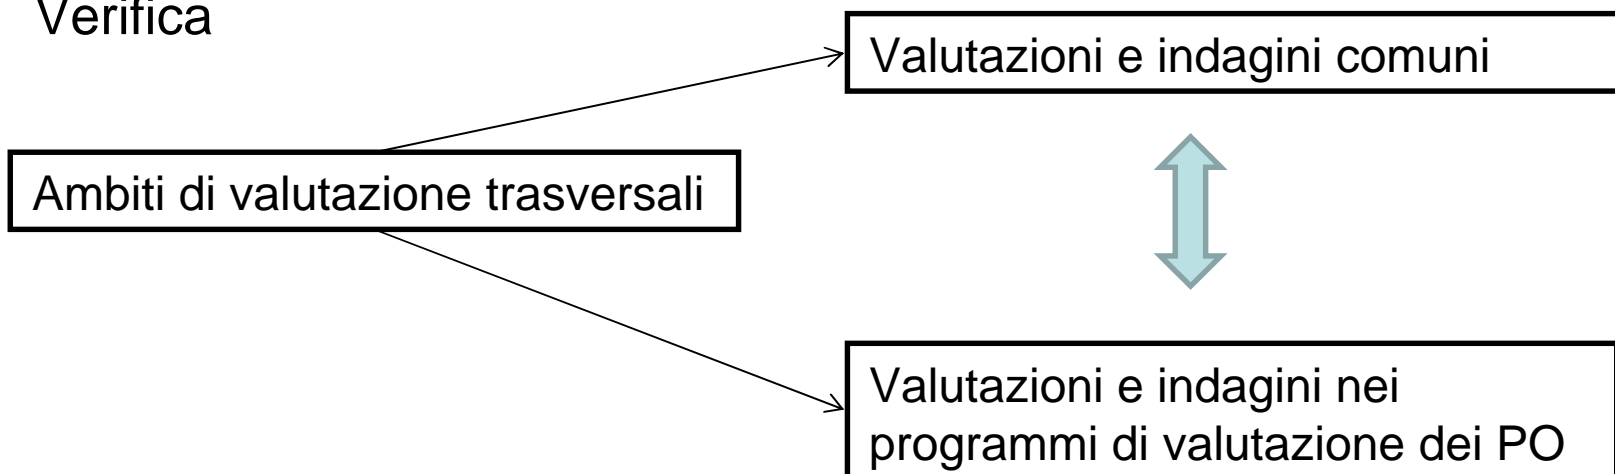 Verifica
Valutazioni e indagini comuni
Ambiti di valutazione trasversali
Valutazioni e indagini nei
programmi di valutazione dei PO